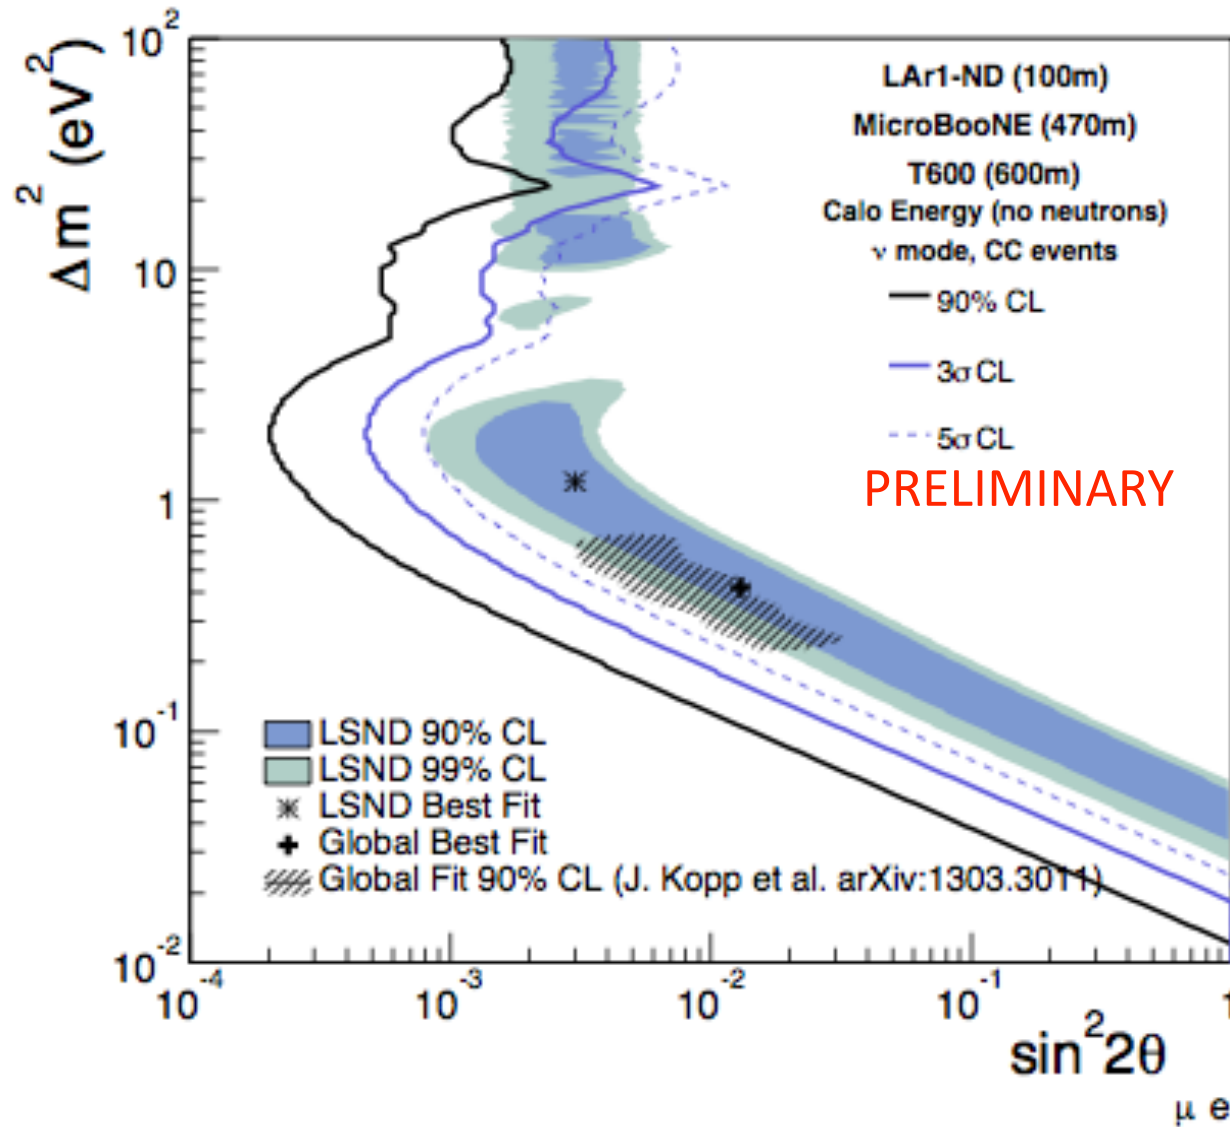 Δm² (eV²)
10²
10
1
10⁻¹
10⁻²
LAr1-ND (100m)
MicroBooNE (470m)
T600 (600m)
Calo Energy (no neutrons)
ν mode, CC events
90% CL
3σ CL
5σ CL
PRELIMINARY
LSND 90% CL
LSND 99% CL
LSND Best Fit
Global Best Fit
Global Fit 90% CL (J. Kopp et al. arXiv:1303.3011)
10⁻⁴ 10⁻³ 10⁻² 10⁻¹ 1
sin²2θ
μ e